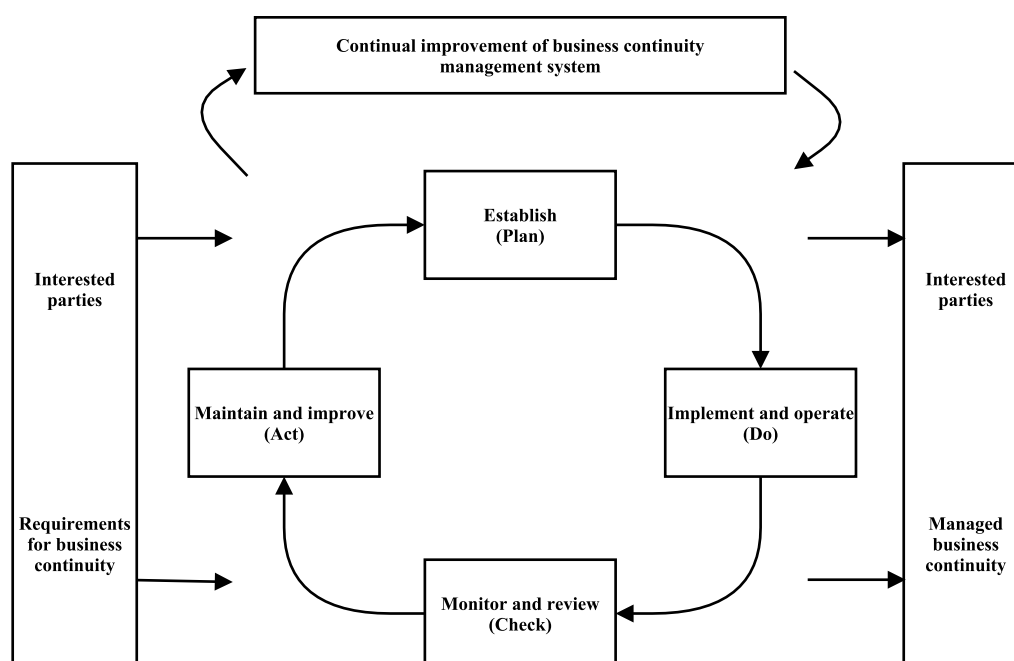 Continual improvement of business continuity
management system
Establish
(Plan)
Interested
parties
Interested
parties
Maintain and improve
(Act)
Implement and operate
(Do)
Requirements
for business
continuity
Managed
business
continuity
Monitor and review
(Check)